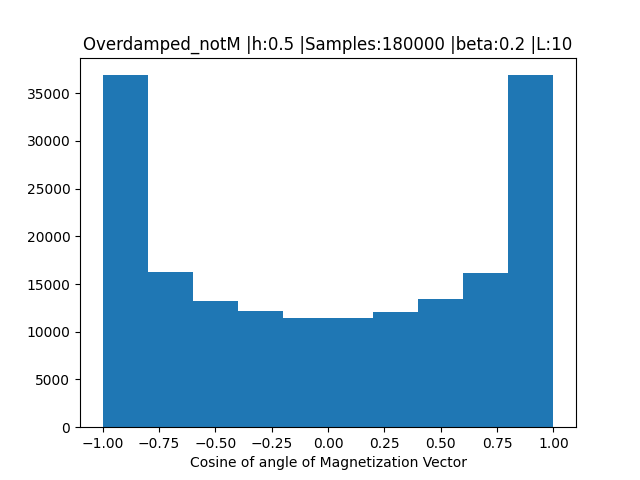 Overdamped_notM |h:0.5 |Samples:180000 |beta:0.2 |L:10
35000
30000
25000
20000
15000
10000
5000
0
−1.00 −0.75 −0.50 −0.25 0.00 0.25 0.50 0.75 1.00
Cosine of angle of Magnetization Vector